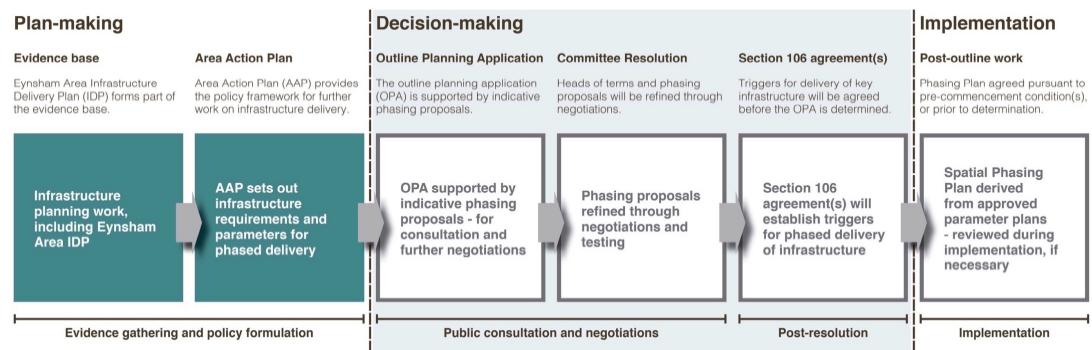 Plan-making
Decision-making
Implementation
Evidence base
Eynsham Area Infrastructure
Delivery Plan (IDP) forms part of
the evidence base.
Area Action Plan
Area Action Plan (AAP) provides
the policy framework for further
work on infrastructure delivery.
Outline Planning Application
The outline planning application
(OPA) is supported by indicative
phasing proposals.
Committee Resolution
Heads of terms and phasing
proposals will be refined through
negotiations.
Section 106 agreement(s)
Triggers for delivery of key
infrastructure will be agreed
before the OPA is determined.
Post-outline work
Phasing Plan agreed pursuant to
pre-commencement condition(s),
or prior to determination.
Infrastructure
planning work,
including Eynsham
Area IDP
AAP sets out
infrastructure
requirements and
parameters for
phased delivery
OPA supported by
indicative phasing
proposals - for
consultation and
further negotiations
Phasing proposals
refined through
negotiations and
testing
Section 106
agreement(s) will
establish triggers
for phased delivery
of infrastructure
Spatial Phasing
Plan derived
from approved
parameter plans
- reviewed during
implementation, if
necessary
Evidence gathering and policy formulation
Public consultation and negotiations
Post-resolution
Implementation